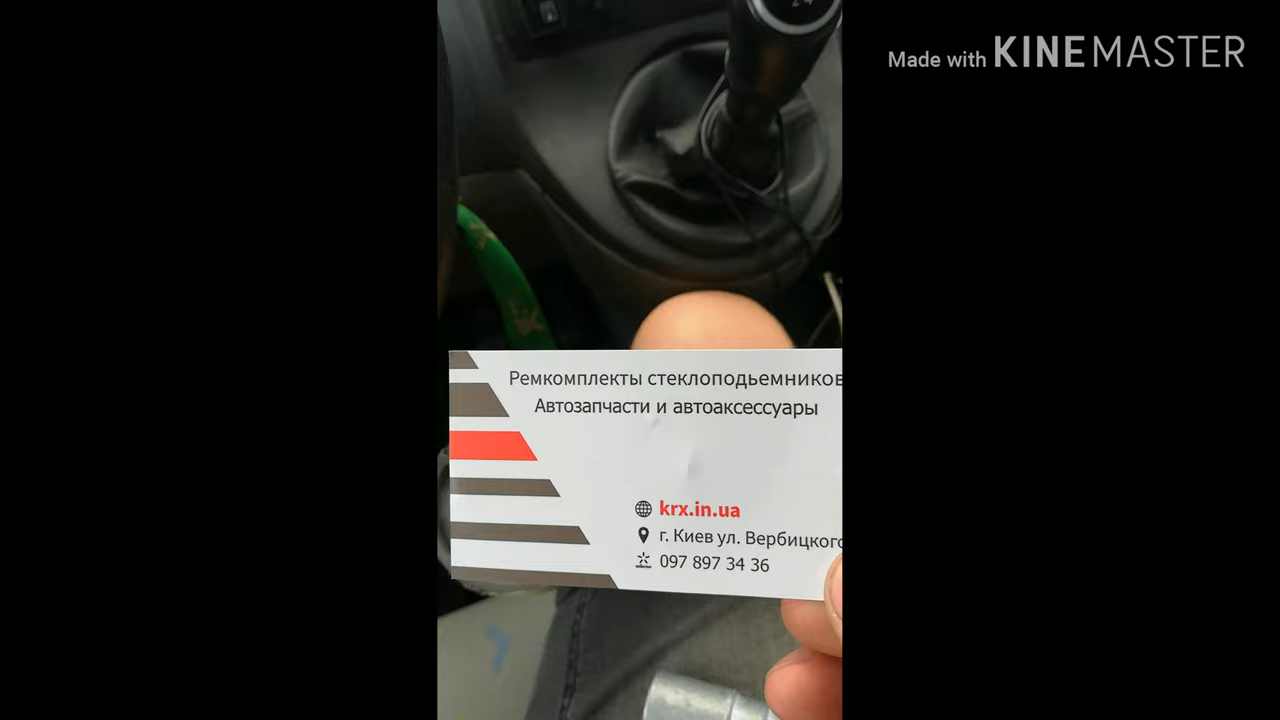 Made with KINEMASTER
Ремкомплекты стеклоподьемников
Автозапчасти и автоаксессуары
krx.in.ua
г. Киев ул. Вербицкого
097 897 34 36